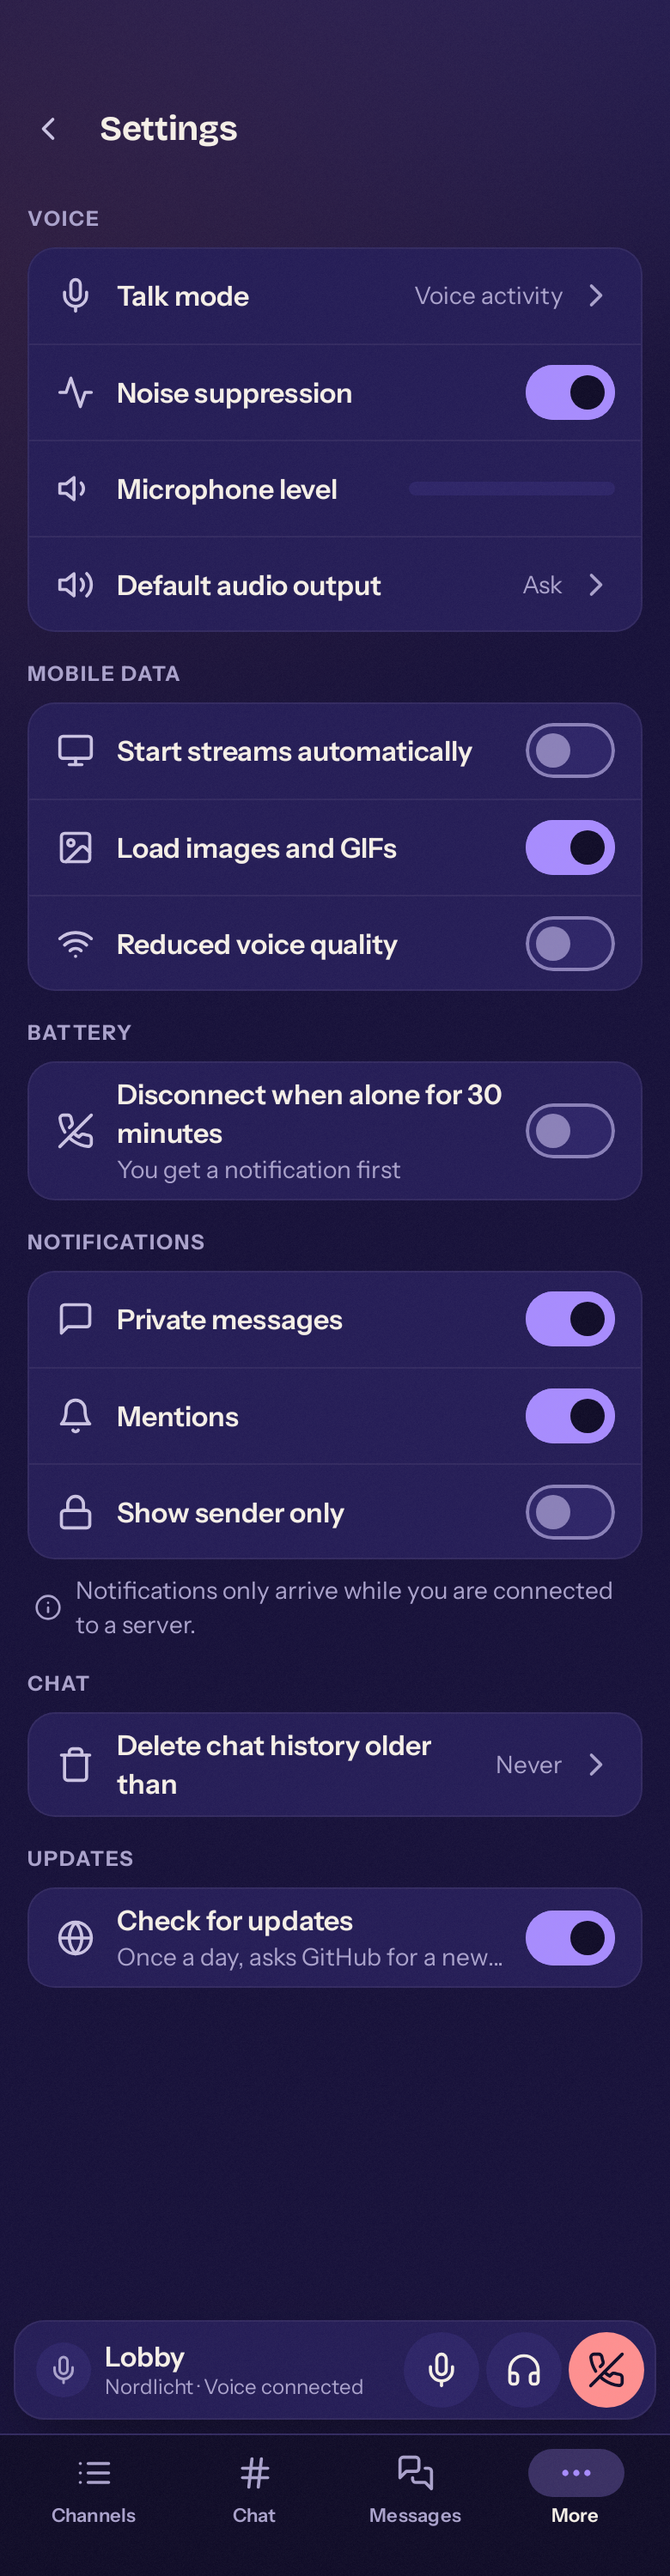 Settings
VOICE
Talk mode
Voice activity
Noise suppression
Microphone level
Default audio output
Ask
MOBILE DATA
Start streams automatically
Load images and GIFs
Reduced voice quality
BATTERY
Disconnect when alone for 30
minutes
You get a notification first
NOTIFICATIONS
Private messages
Mentions
Show sender only
Notifications only arrive while you are connected
to a server.
CHAT
Delete chat history older
than
Never
UPDATES
Check for updates
Once a day, asks GitHub for a new...
Lobby
Nordlicht · Voice connected
Channels
Chat
Messages
More